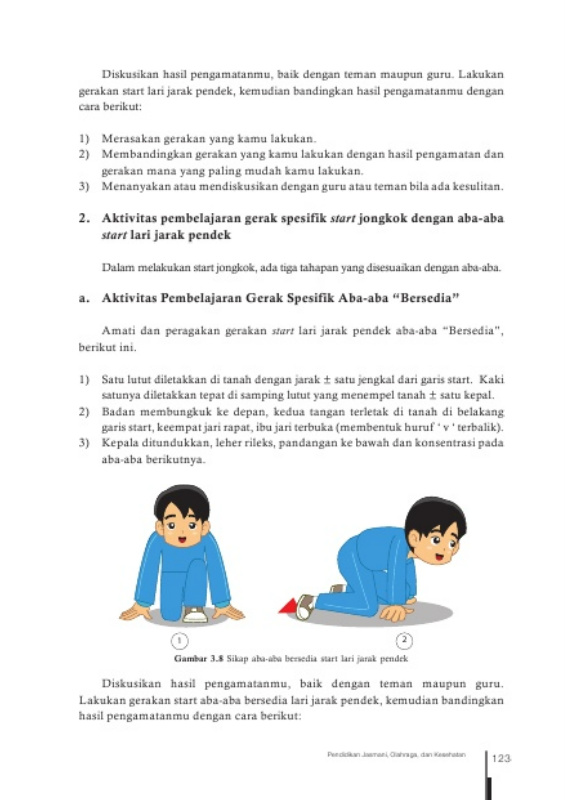 Diskusikan hasil pengamatanmu, baik dengan teman maupun guru. Lakukan
gerakan start lari jarak pendek, kemudian bandingkan hasil pengamatanmu dengan
cara berikut:
1) Merasakan gerakan yang kamu lakukan.
2) Membandingkan gerakan yang kamu lakukan dengan hasil pengamatan dan
gerakan mana yang paling mudah kamu lakukan.
3) Menanyakan atau mendiskusikan dengan guru atau teman bila ada kesulitan.
2. Aktivitas pembelajaran gerak spesifik start jongkok dengan aba-aba
start lari jarak pendek
Dalam melakukan start jongkok, ada tiga tahapan yang disesuaikan dengan aba-aba.
a. Aktivitas Pembelajaran Gerak Spesifik Aba-aba “Bersedia”
Amati dan peragakan gerakan start lari jarak pendek aba-aba “Bersedia”,
berikut ini.
1) Satu lutut diletakkan di tanah dengan jarak ± satu jengkal dari garis start. Kaki
satunya diletakkan tepat di samping lutut yang menempel tanah ± satu kepal.
2) Badan membungkuk ke depan, kedua tangan terletak di tanah di belakang
garis start, keempat jari rapat, ibu jari terbuka (membentuk huruf ‘ v ‘ terbalik).
3) Kepala ditundukkan, leher rileks, pandangan ke bawah dan konsentrasi pada
aba-aba berikutnya.
1 2
Gambar 3.8 Sikap aba-aba bersedia start lari jarak pendek
Diskusikan hasil pengamatanmu, baik dengan teman maupun guru.
Lakukan gerakan start aba-aba bersedia lari jarak pendek, kemudian bandingkan
hasil pengamatanmu dengan cara berikut:
Pendidikan Jasmani, Olahraga, dan Kesehatan 123